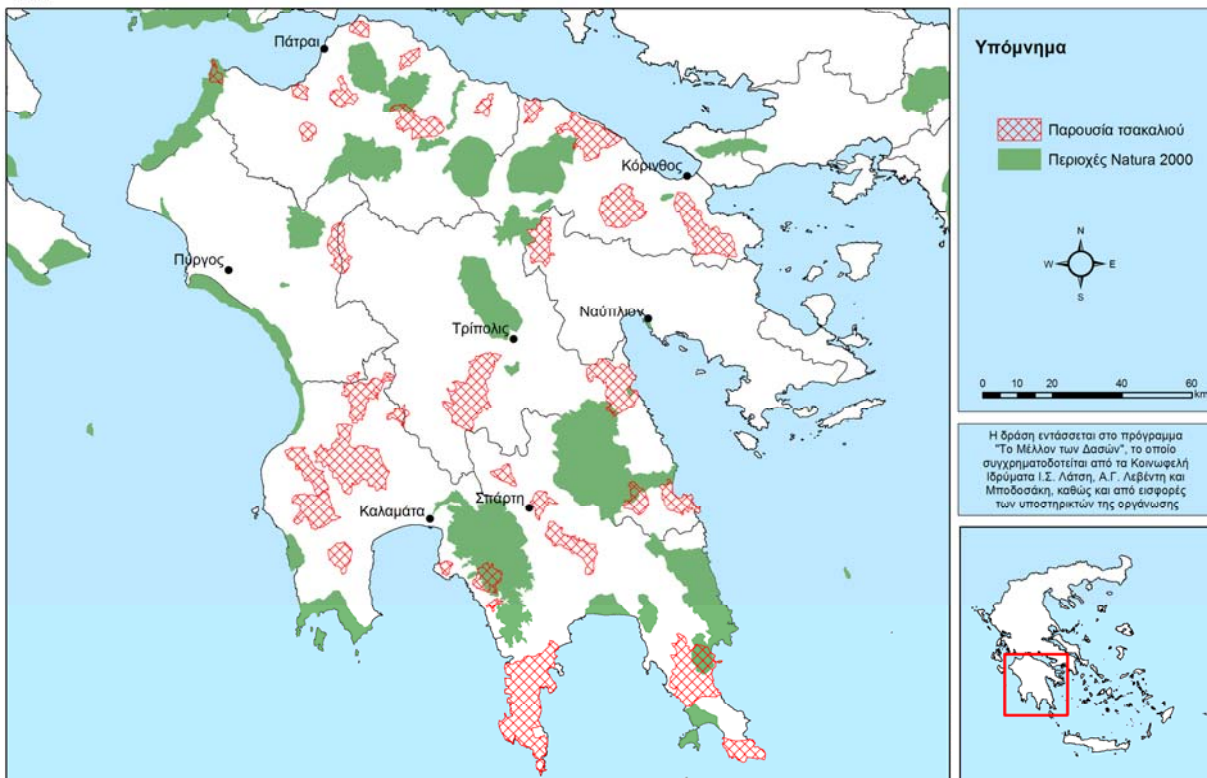 Πάτραι
Κόρινθος
Πύργος
Ναύπλιον
Τρίπολις
Σπάρτη
Καλαμάτα
Υπόμνημα
Παρουσία τσακαλιού
Περιοχές Natura 2000
N
W E
S
0 10 20 40 60
km
Η δράση εντάσσεται στο πρόγραμμα
"Το Μέλλον των Δασών", το οποίο
συγχρηματοδοτείται από τα Κοινωφελή
Ιδρύματα Ι.Σ. Λάτση, Α.Γ. Λεβέντη και
Μποδοσάκη, καθώς και από εισφορές
των υποστηρικτών της οργάνωσης